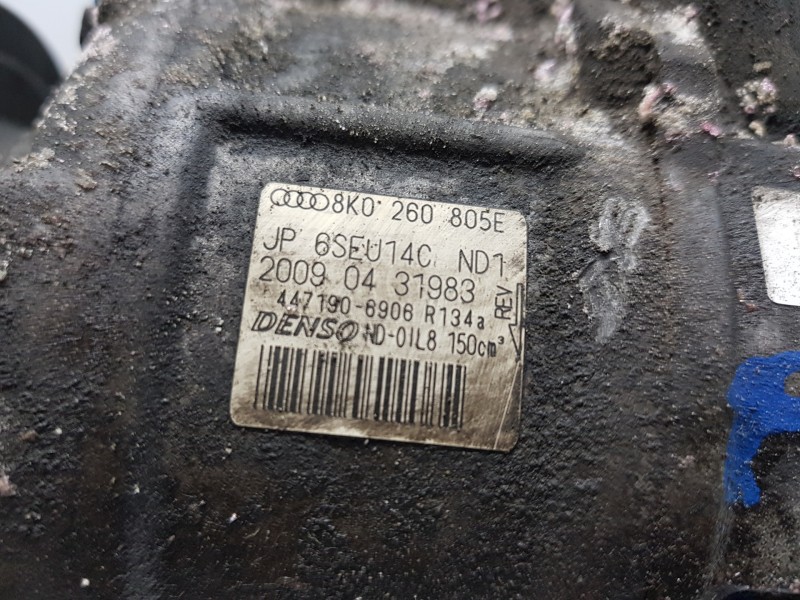 8K0 260 805E
JP 6SEU14C ND1
2009 04 31983
447190-6906 R134a
DENSO ND-OIL8 150cm³
REV